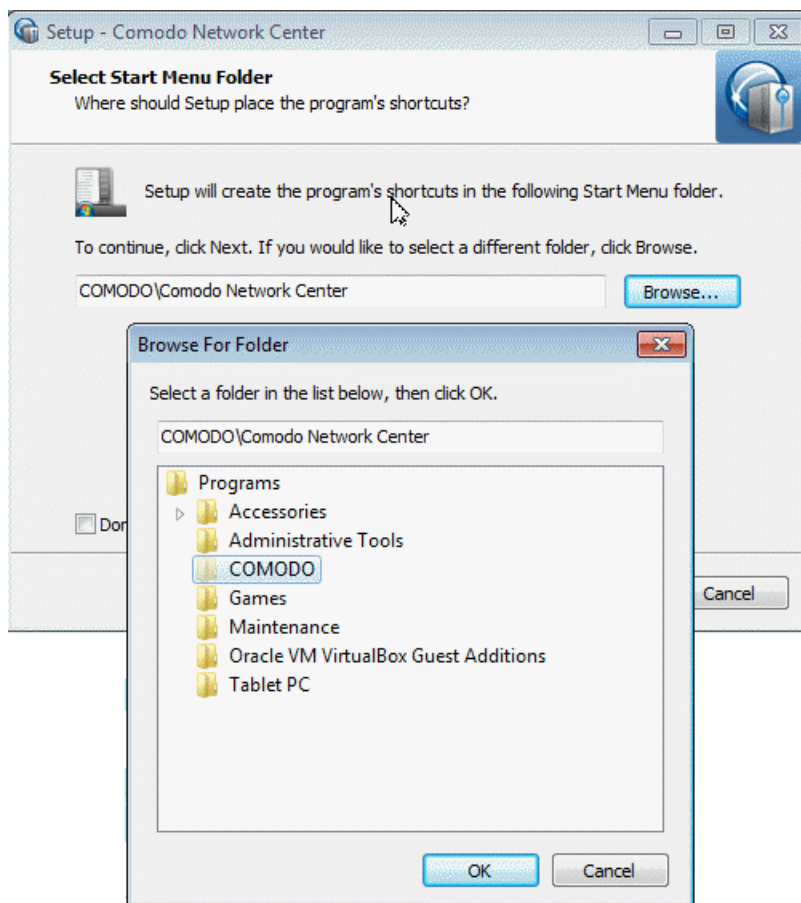 Setup - Comodo Network Center
Select Start Menu Folder
Where should Setup place the program's shortcuts?
Setup will create the program's shortcuts in the following Start Menu folder.
To continue, click Next. If you would like to select a different folder, click Browse.
COMODO\Comodo Network Center
Browse...
Browse For Folder
Select a folder in the list below, then click OK.
COMODO\Comodo Network Center
Programs
Accessories
Administrative Tools
COMODO
Games
Maintenance
Oracle VM VirtualBox Guest Additions
Tablet PC
Cancel
OK
Cancel